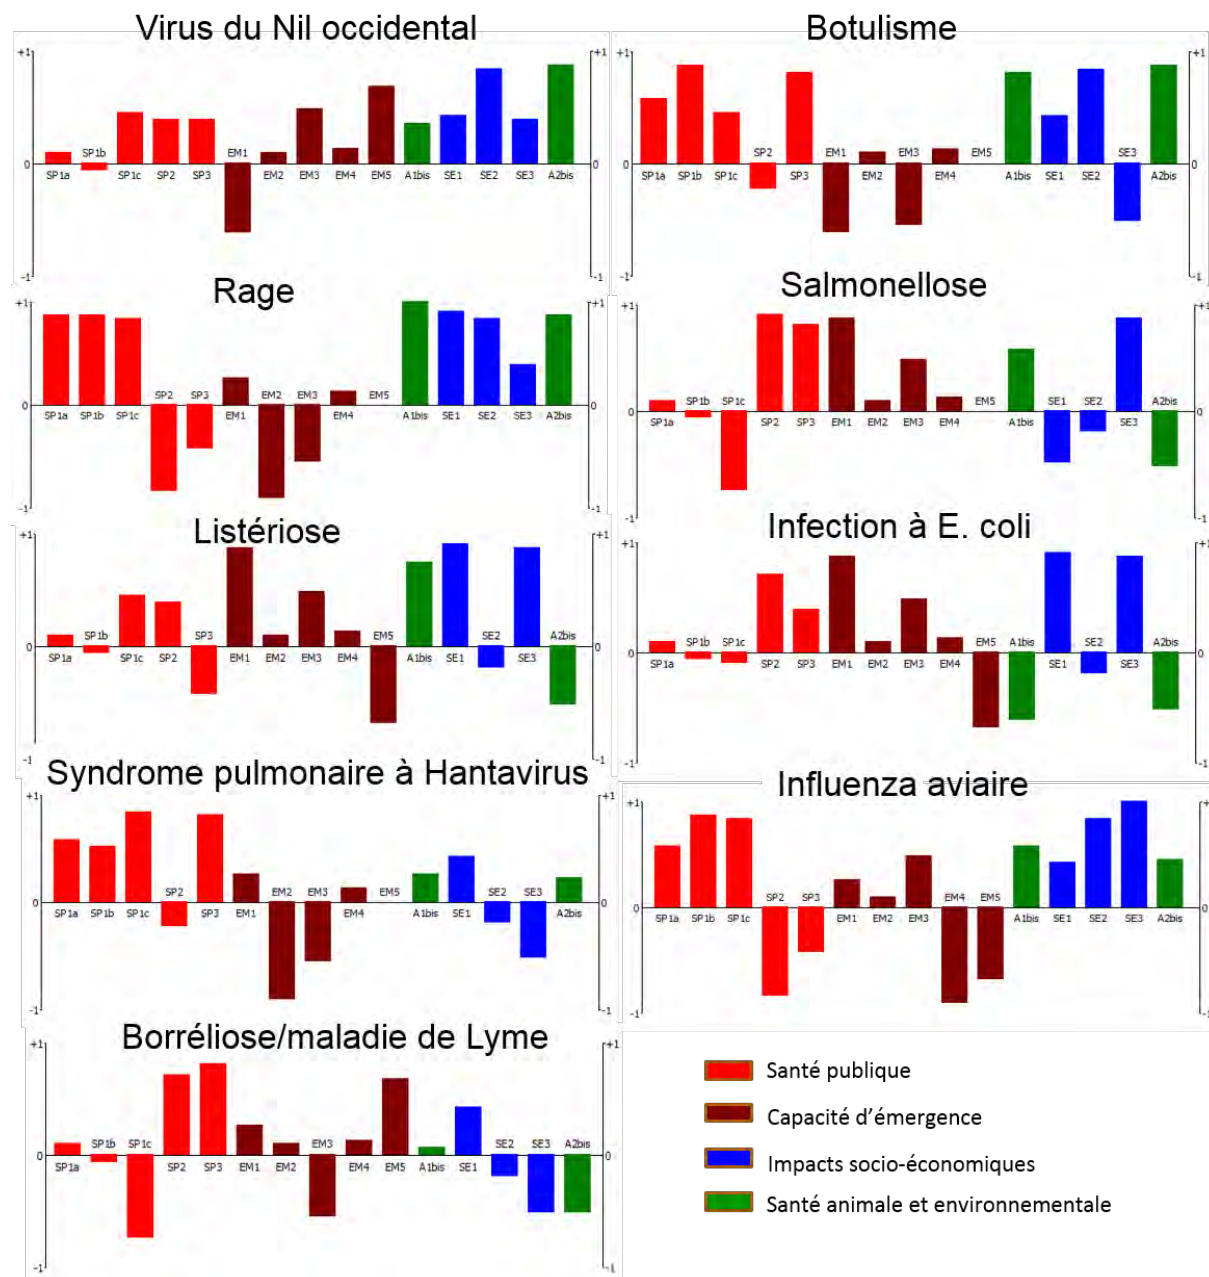 Virus du Nil occidental
+1 +1
SP1b EM1
0 0
SP1a SP1c SP2 SP3 EM2 EM3 EM4 EM5 A1bis SE1 SE2 SE3 A2bis
-1 -1
Botulisme
+1 +1
SP2 EM1 EM3 EM5 SE3
0 0
SP1a SP1b SP1c SP3 EM2 EM4 A1bis SE1 SE2 A2bis
-1 -1
Rage
+1 +1
SP2 SP3 EM2 EM3 EM5
0 0
SP1a SP1b SP1c EM1 EM4 A1bis SE1 SE2 SE3 A2bis
-1 -1
Salmonellose
+1 +1
SP1b SP1c EM5 SE1 SE2 A2bis
0 0
SP1a SP2 SP3 EM1 EM2 EM3 EM4 A1bis SE3
-1 -1
Listériose
+1 +1
SP1b SP3 EM5 SE2 A2bis
0 0
SP1a SP1c SP2 EM1 EM2 EM3 EM4 A1bis SE1 SE3
-1 -1
Infection à E. coli
+1 +1
SP1b SP1c EM5 A1bis SE2 A2bis
0 0
SP1a SP2 SP3 EM1 EM2 EM3 EM4 SE1 SE3
-1 -1
Syndrome pulmonaire à Hantavirus
+1 +1
SP2 EM2 EM3 EM5 SE2 SE3
0 0
SP1a SP1b SP1c SP3 EM1 EM4 A1bis SE1 A2bis
-1 -1
Influenza aviaire
+1 +1
SP2 SP3 EM4 EM5
0 0
SP1a SP1b SP1c EM1 EM2 EM3 A1bis SE1 SE2 SE3 A2bis
-1 -1
Borréliose/maladie de Lyme
+1 +1
SP1b SP1c EM3 SE2 SE3 A2bis
0 0
SP1a SP2 SP3 EM1 EM2 EM4 EM5 A1bis SE1
-1 -1
Santé publique
Capacité d'émergence
Impacts socio-économiques
Santé animale et environnementale